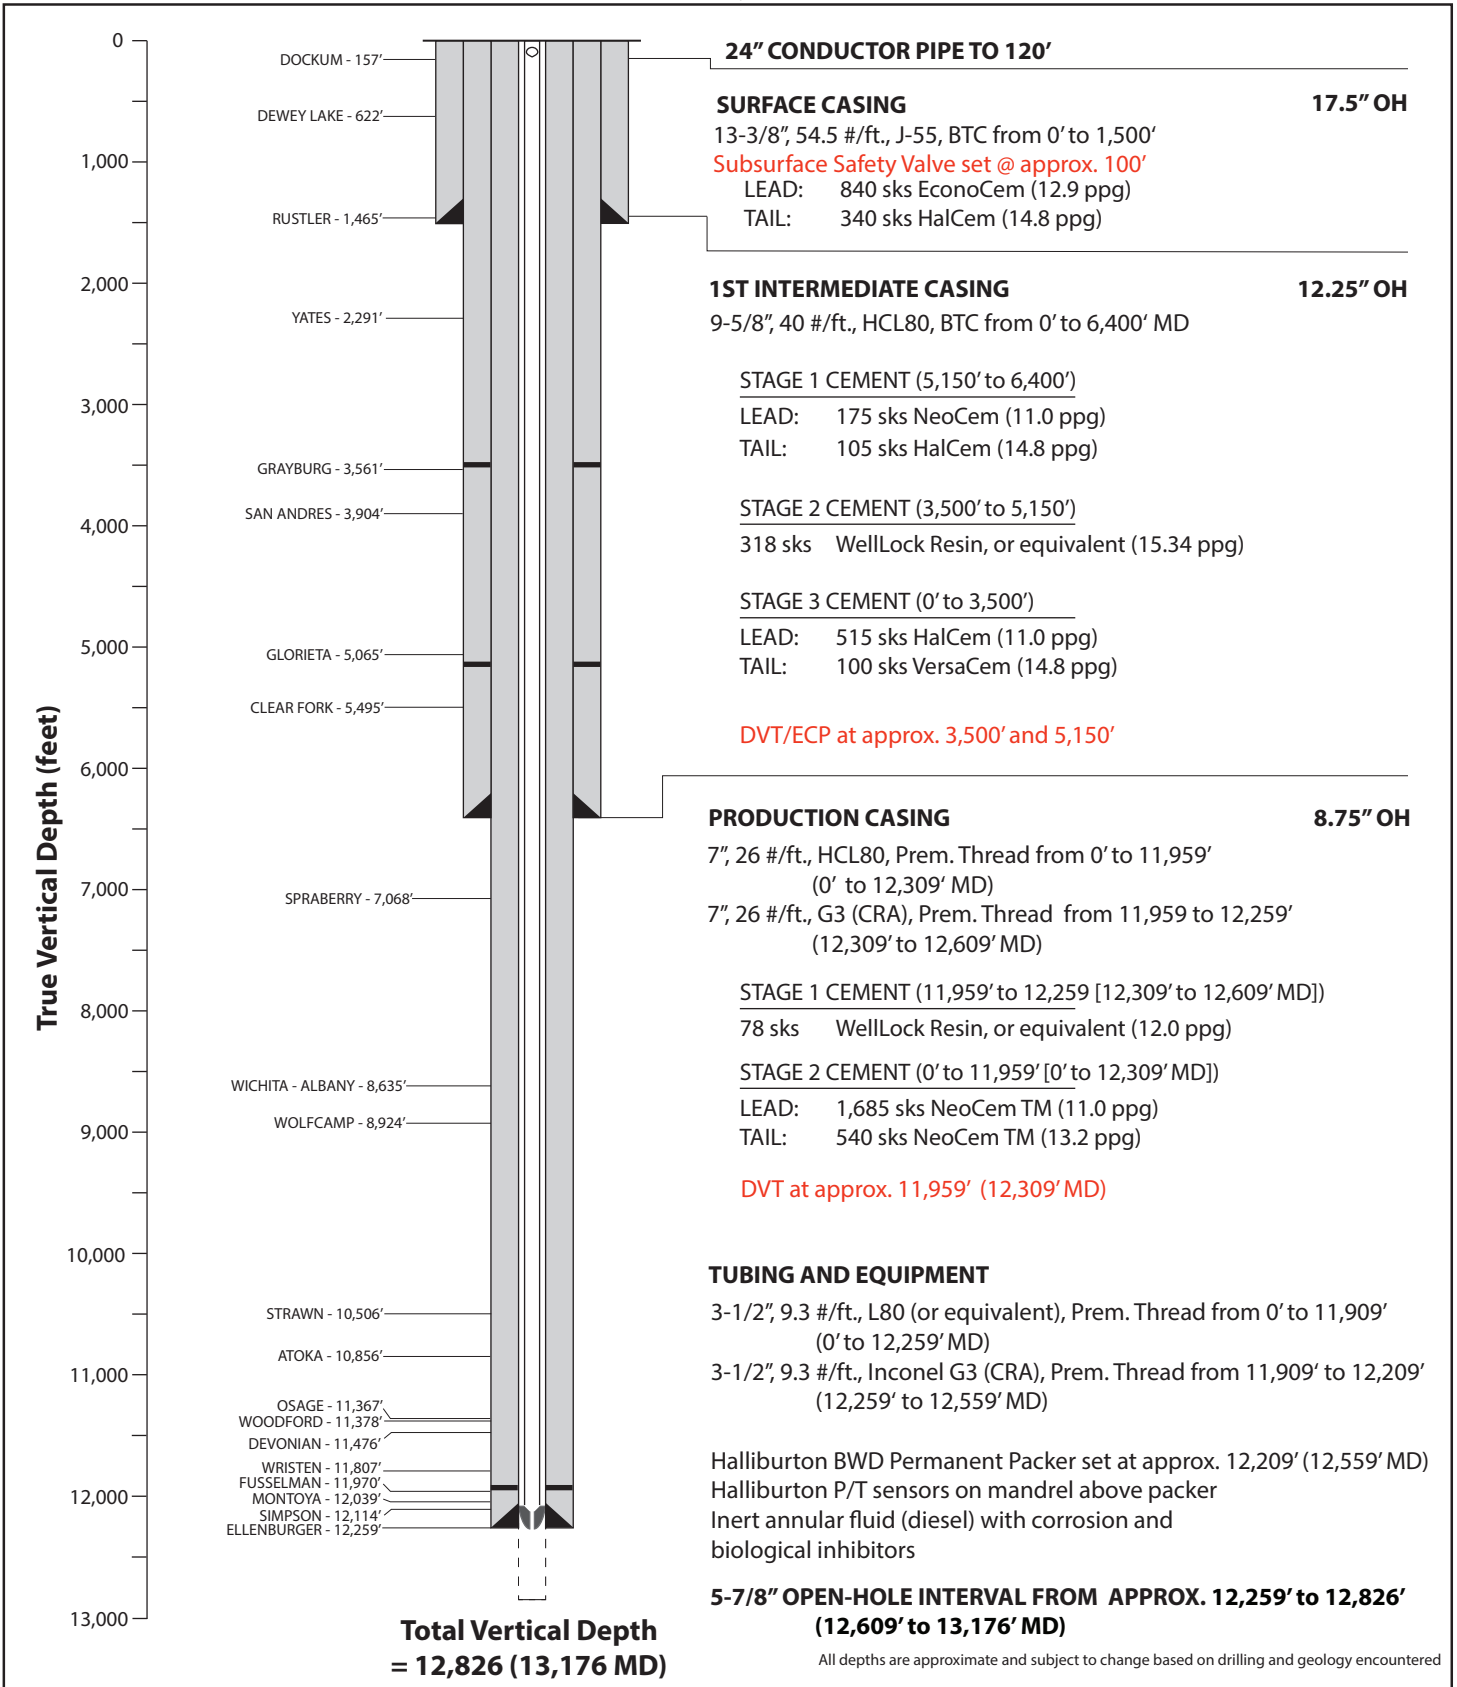 0
1,000
2,000
3,000
4,000
5,000
6,000
7,000
8,000
9,000
10,000
11,000
12,000
13,000
True Vertical Depth (feet)
DOCKUM - 157’
DEWEY LAKE - 622’
RUSTLER - 1,465’
YATES - 2,291’
GRAYBURG - 3,561’
SAN ANDRES - 3,904’
GLORIETA - 5,065’
CLEAR FORK - 5,495’
SPRABERRY - 7,068’
WICHITA - ALBANY - 8,635’
WOLFCAMP - 8,924’
STRAWN - 10,506’
ATOKA - 10,856’
OSAGE - 11,367’
WOODFORD - 11,378’
DEVONIAN - 11,476’
WRISTEN - 11,807’
FUSSELMAN - 11,970’
MONTOYA - 12,039’
SIMPSON - 12,114’
ELLENBURGER - 12,259’
Total Vertical Depth
= 12,826 (13,176 MD)
24” CONDUCTOR PIPE TO 120’
SURFACE CASING 17.5” OH
13-3/8”, 54.5 #/ft., J-55, BTC from 0’ to 1,500‘
Subsurface Safety Valve set @ approx. 100’
LEAD: 840 sks EconoCem (12.9 ppg)
TAIL: 340 sks HalCem (14.8 ppg)
1ST INTERMEDIATE CASING 12.25” OH
9-5/8”, 40 #/ft., HCL80, BTC from 0’ to 6,400‘ MD
STAGE 1 CEMENT (5,150’ to 6,400’)
LEAD: 175 sks NeoCem (11.0 ppg)
TAIL: 105 sks HalCem (14.8 ppg)
STAGE 2 CEMENT (3,500’ to 5,150’)
318 sks WellLock Resin, or equivalent (15.34 ppg)
STAGE 3 CEMENT (0’ to 3,500’)
LEAD: 515 sks HalCem (11.0 ppg)
TAIL: 100 sks VersaCem (14.8 ppg)
DVT/ECP at approx. 3,500’ and 5,150’
PRODUCTION CASING 8.75” OH
7”, 26 #/ft., HCL80, Prem. Thread from 0’ to 11,959’
(0’ to 12,309‘ MD)
7”, 26 #/ft., G3 (CRA), Prem. Thread from 11,959 to 12,259’
(12,309’ to 12,609’ MD)
STAGE 1 CEMENT (11,959’ to 12,259 [12,309’ to 12,609’ MD])
78 sks WellLock Resin, or equivalent (12.0 ppg)
STAGE 2 CEMENT (0’ to 11,959’ [0’ to 12,309’ MD])
LEAD: 1,685 sks NeoCem TM (11.0 ppg)
TAIL: 540 sks NeoCem TM (13.2 ppg)
DVT at approx. 11,959’ (12,309’ MD)
TUBING AND EQUIPMENT
3-1/2”, 9.3 #/ft., L80 (or equivalent), Prem. Thread from 0’ to 11,909’
(0’ to 12,259’ MD)
3-1/2”, 9.3 #/ft., Inconel G3 (CRA), Prem. Thread from 11,909‘ to 12,209’
(12,259‘ to 12,559’ MD)
Halliburton BWD Permanent Packer set at approx. 12,209’ (12,559’ MD)
Halliburton P/T sensors on mandrel above packer
Inert annular fluid (diesel) with corrosion and
biological inhibitors
5-7/8” OPEN-HOLE INTERVAL FROM APPROX. 12,259’ to 12,826’
(12,609’ to 13,176’ MD)
All depths are approximate and subject to change based on drilling and geology encountered